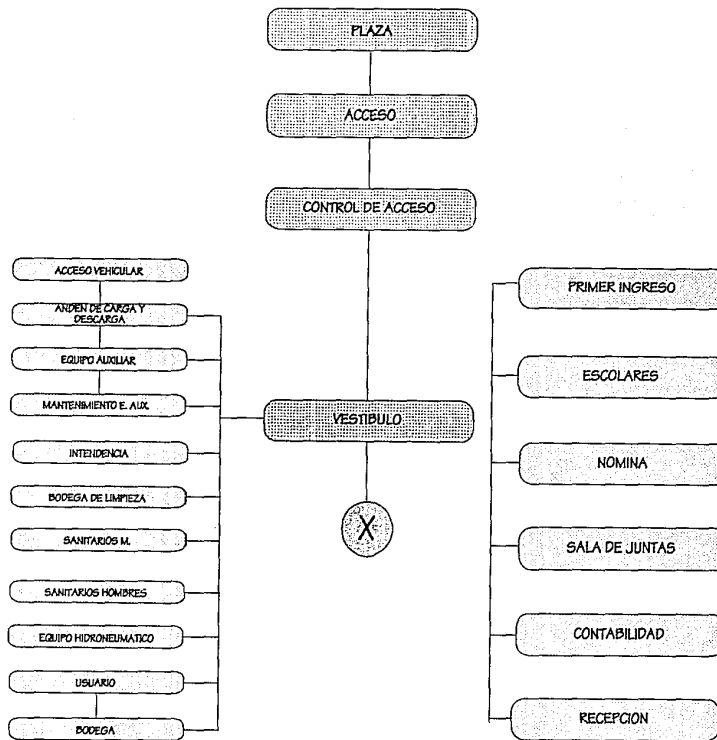 PLAZA
ACCESO
CONTROL DE ACCESO
ACCESO VEHICULAR
ANDEN DE CARGA Y
DESCARGA
EQUIPO AUXILIAR
MANTENIMIENTO E. AUX.
INTENDENCIA
BODEGA DE LIMPIEZA
SANITARIOS M.
SANITARIOS HOMBRES
EQUIPO HIDRONEUMATICO
USUARIO
BODEGA
VESTIBULO
X
PRIMER INGRESO
ESCOLARES
NOMINA
SALA DE JUNTAS
CONTABILIDAD
RECEPCION